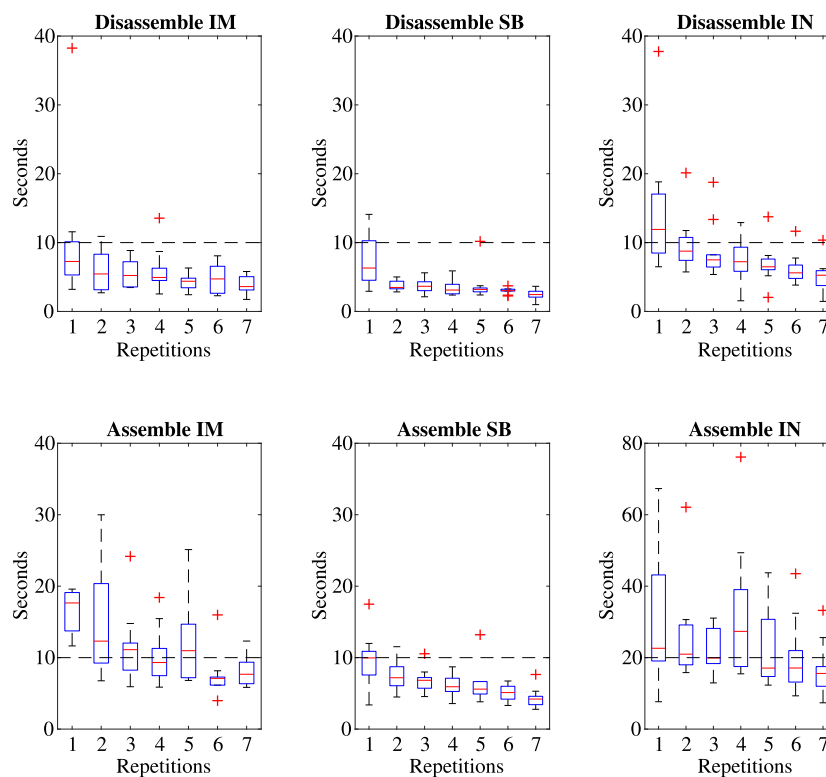 Disassemble IM
Disassemble SB
Disassemble IN
40
30
20
10
0
Seconds
1 2 3 4 5 6 7
Repetitions
40
30
20
10
0
Seconds
1 2 3 4 5 6 7
Repetitions
40
30
20
10
0
Seconds
1 2 3 4 5 6 7
Repetitions
Assemble IM
Assemble SB
Assemble IN
40
30
20
10
0
Seconds
1 2 3 4 5 6 7
Repetitions
40
30
20
10
0
Seconds
1 2 3 4 5 6 7
Repetitions
80
60
40
20
0
Seconds
1 2 3 4 5 6 7
Repetitions